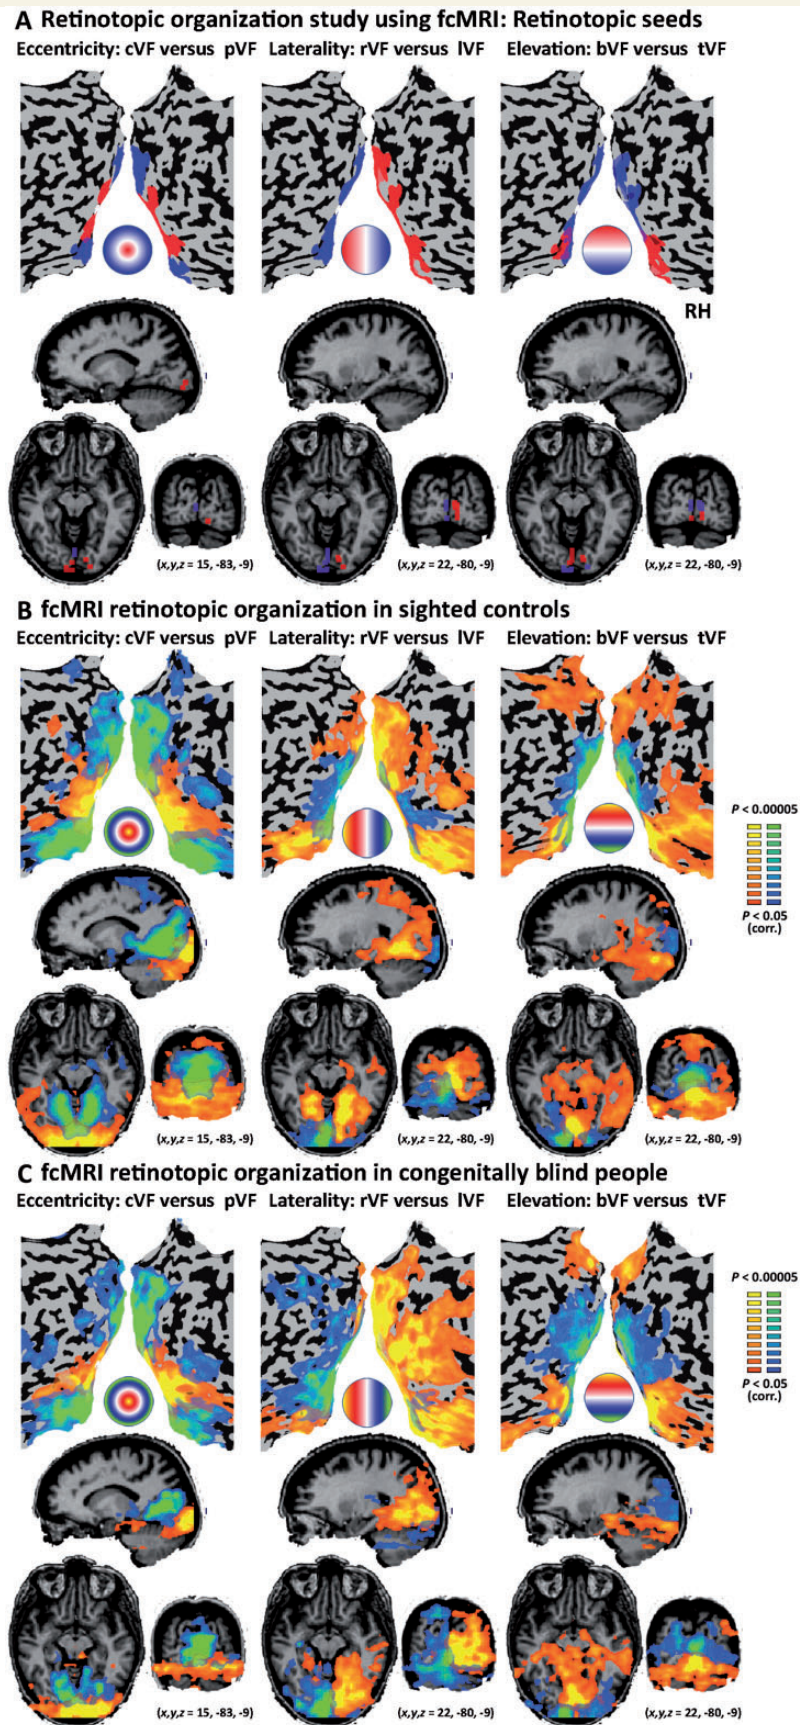 A Retinotopic organization study using fcMRI: Retinotopic seeds
Eccentricity: cVF versus pVF Laterality: rVF versus lVF Elevation: bVF versus tVF
RH
(x,y,z = 15, -83, -9) (x,y,z = 22, -80, -9) (x,y,z = 22, -80, -9)
B fcMRI retinotopic organization in sighted controls
Eccentricity: cVF versus pVF Laterality: rVF versus lVF Elevation: bVF versus tVF
P < 0.00005
P < 0.05
(corr.)
(x,y,z = 15, -83, -9) (x,y,z = 22, -80, -9) (x,y,z = 22, -80, -9)
C fcMRI retinotopic organization in congenitally blind people
Eccentricity: cVF versus pVF Laterality: rVF versus lVF Elevation: bVF versus tVF
P < 0.00005
P < 0.05
(corr.)
(x,y,z = 15, -83, -9) (x,y,z = 22, -80, -9) (x,y,z = 22, -80, -9)